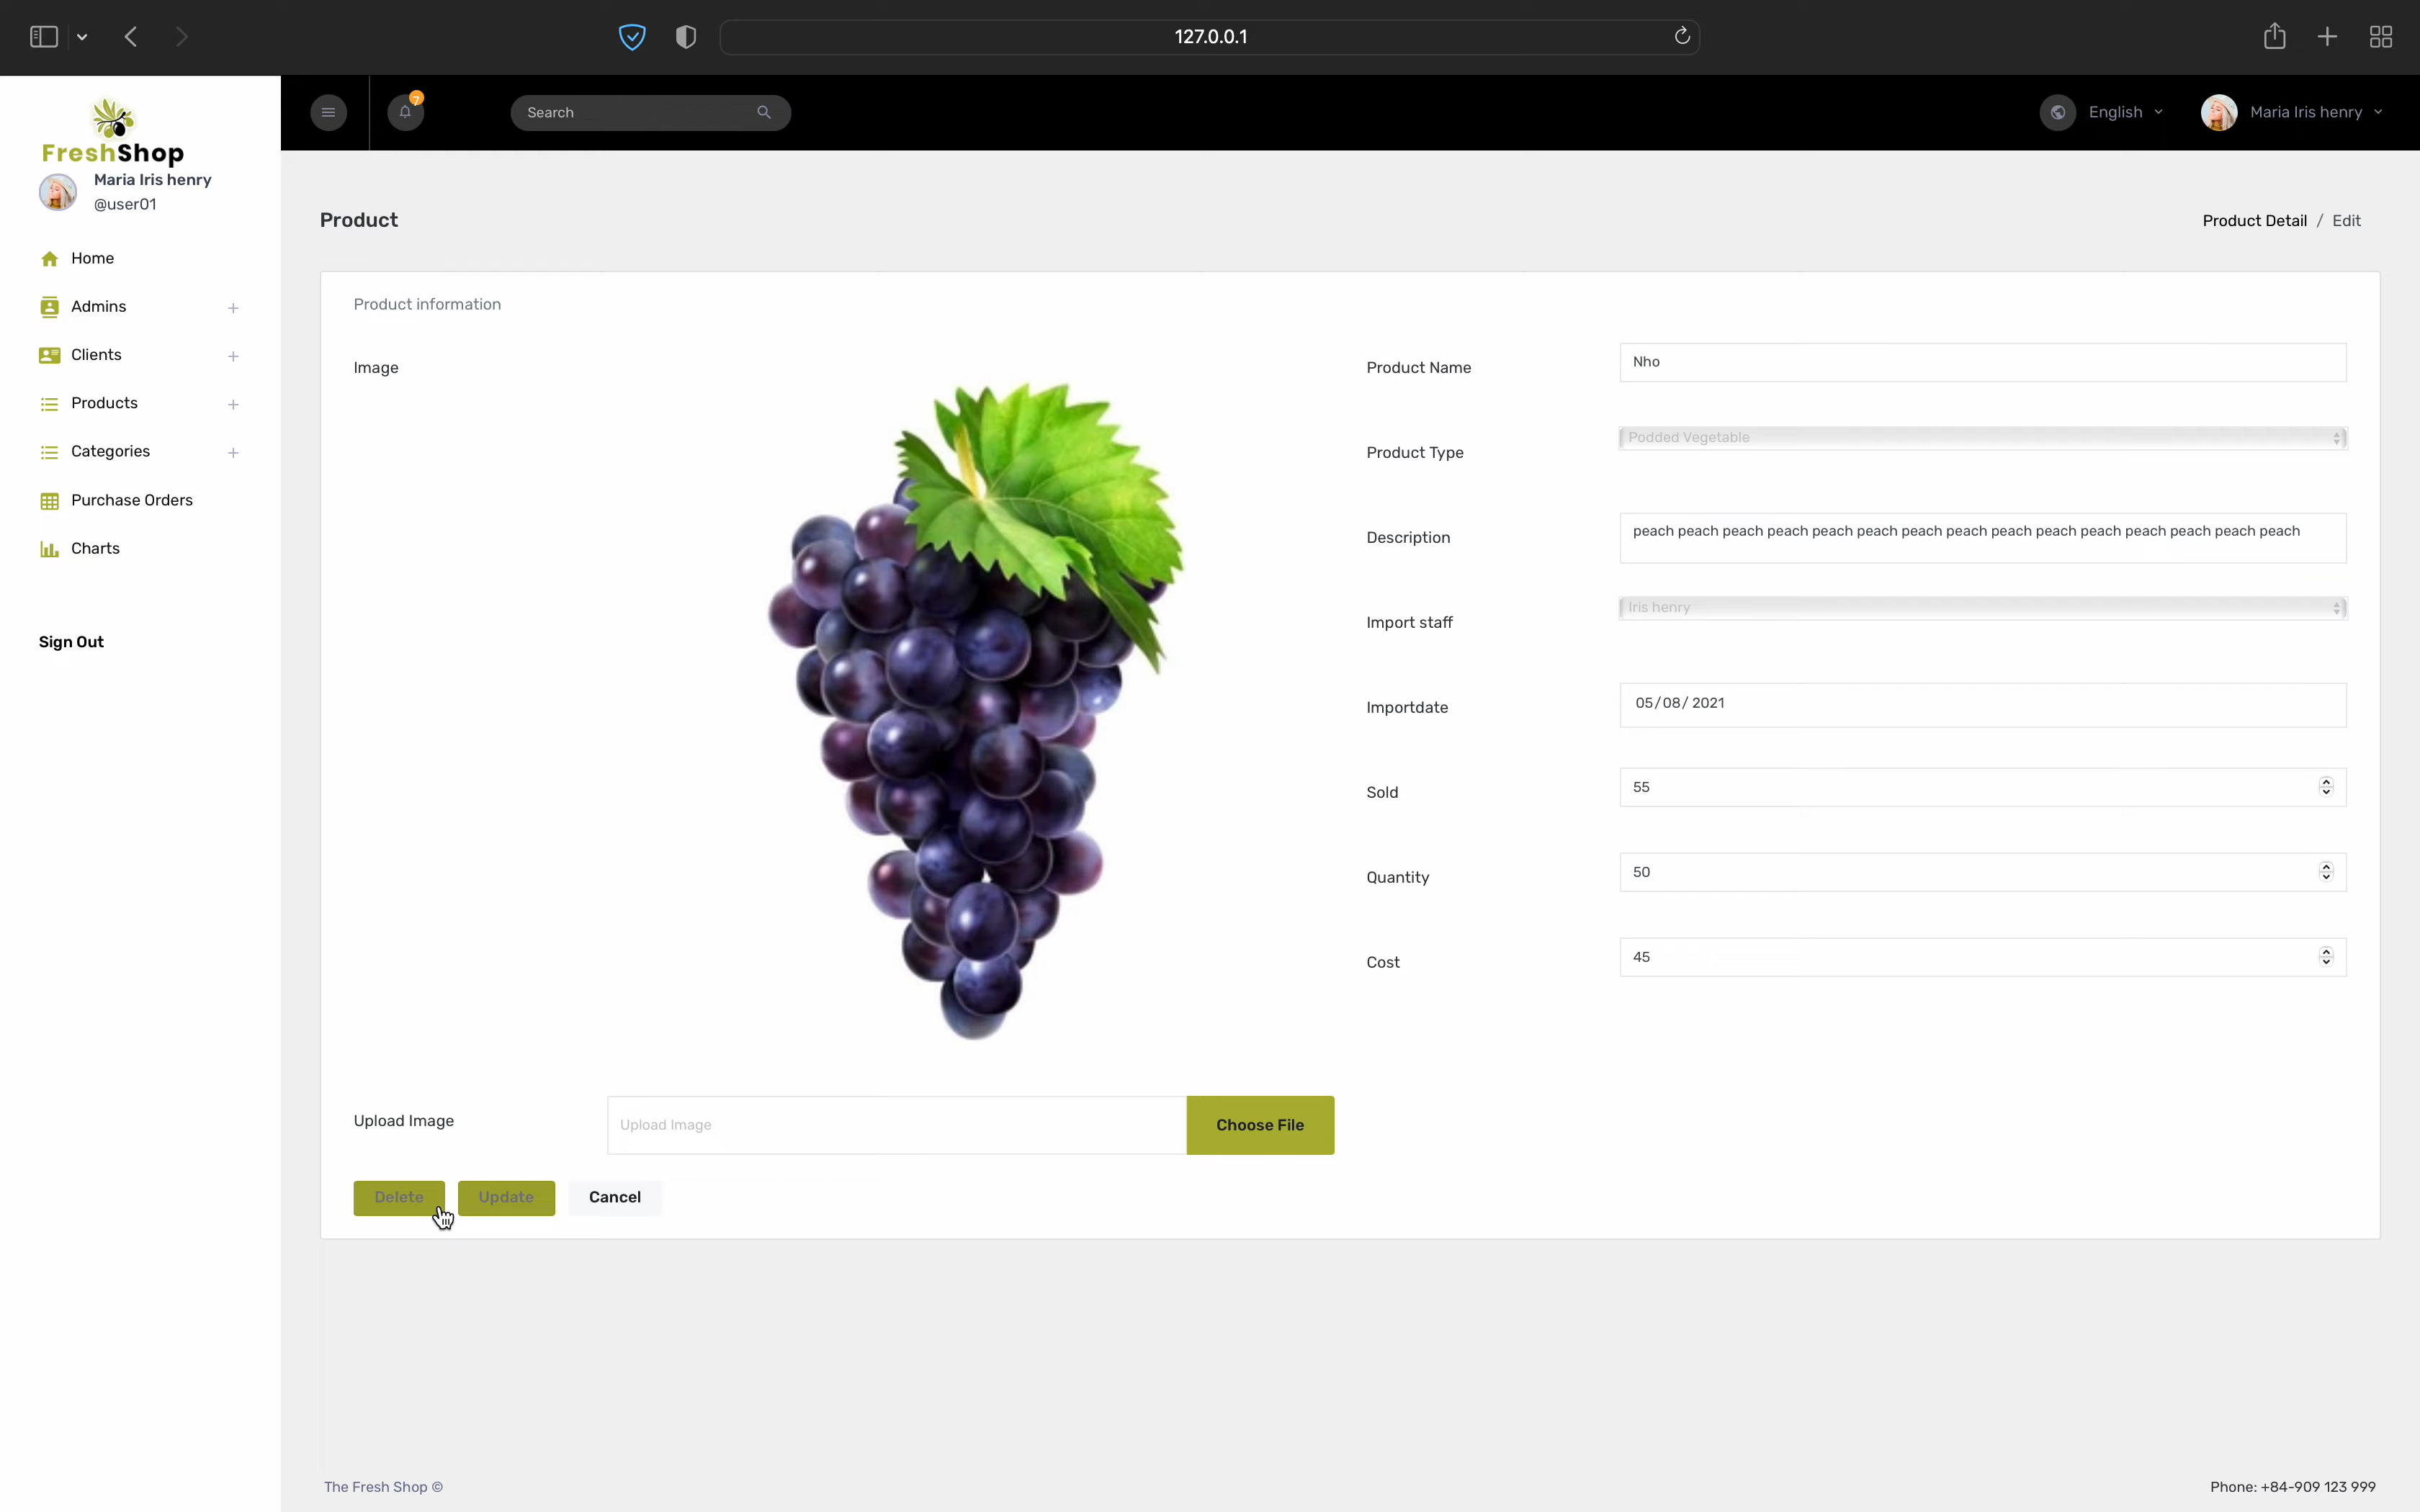 127.0.0.1
7
Search
English
Maria Iris henry
FreshShop
Maria Iris henry
@user01
Home
Admins
Clients
Products
Categories
Purchase Orders
Charts
Sign Out
Product
Product Detail / Edit
Product information
Image
Product Name
Nho
Product Type
Podded Vegetable
Description
peach peach peach peach peach peach peach peach peach peach peach peach peach peach peach
Import staff
Iris henry
Importdate
05/08/ 2021
Sold
55
Quantity
50
Cost
45
Upload Image
Upload Image
Choose File
Delete
Update
Cancel
The Fresh Shop ©
Phone: +84-909 123 999